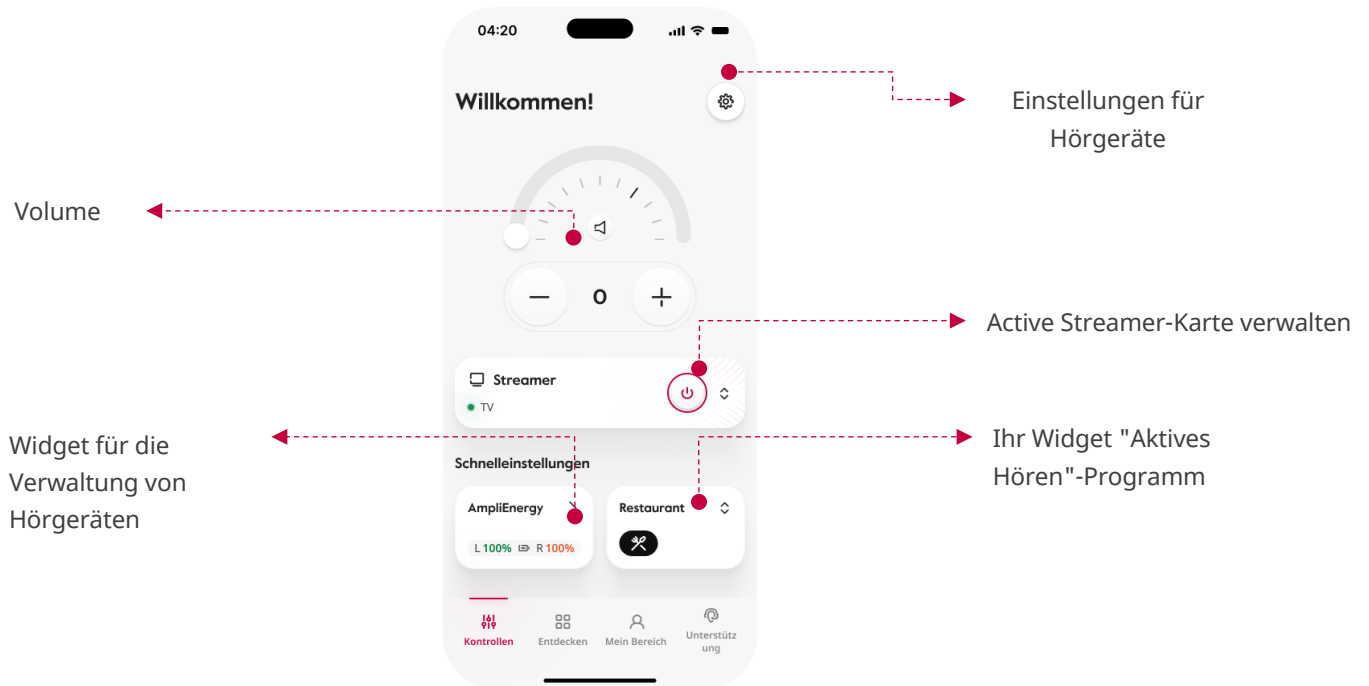 04:20
Willkommen!
Einstellungen für
Hörgeräte
Volume
0
Active Streamer-Karte verwalten
Streamer
TV
Widget für die
Verwaltung von
Hörgeräten
Ihr Widget "Aktives
Hören"-Programm
Schnelleinstellungen
AmpliEnergy
Restaurant
L 100% R 100%
Kontrollen
Entdecken
Mein Bereich
Unterstütz
ung